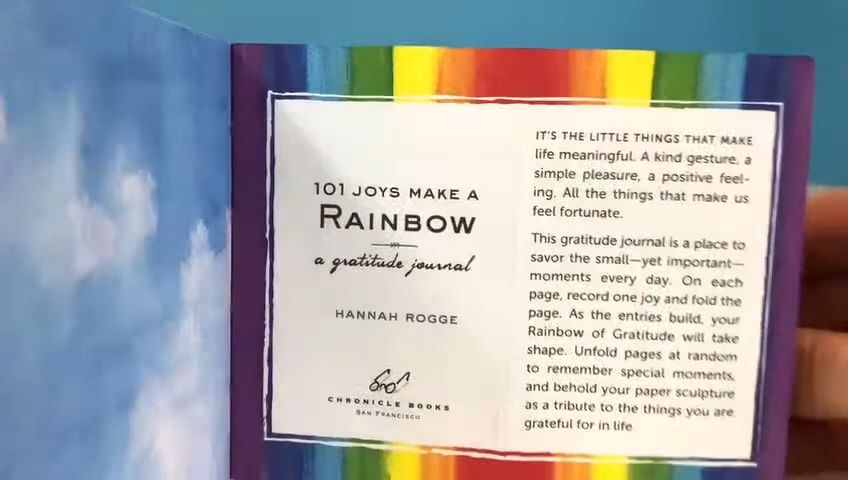 101 JOYS MAKE A
RAINBOW
a gratitude journal
HANNAH ROGGE
CHRONICLE BOOKS
SAN FRANCISCO
IT'S THE LITTLE THINGS THAT MAKE
life meaningful. A kind gesture, a
simple pleasure, a positive feel-
ing. All the things that make us
feel fortunate.
This gratitude journal is a place to
savor the small—yet important—
moments every day. On each
page, record one joy and fold the
page. As the entries build, your
Rainbow of Gratitude will take
shape. Unfold pages at random
to remember special moments,
and behold your paper sculpture
as a tribute to the things you are
grateful for in life